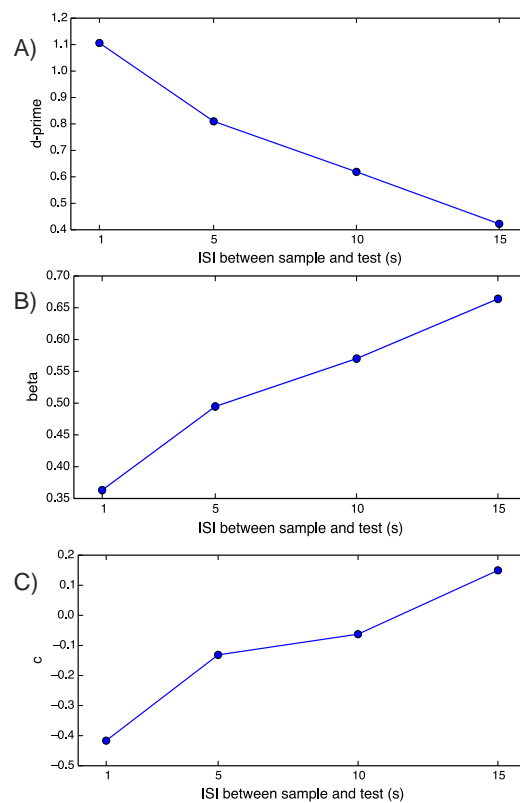 A)
1.2
1.1
1.0
0.9
0.8
0.7
0.6
0.5
0.4
d-prime
1 5 10 15
ISI between sample and test (s)
B)
0.70
0.65
0.60
0.55
0.50
0.45
0.40
0.35
beta
1 5 10 15
ISI between sample and test (s)
C)
0.2
0.1
0.0
−0.1
−0.2
−0.3
−0.4
−0.5
c
1 5 10 15
ISI between sample and test (s)